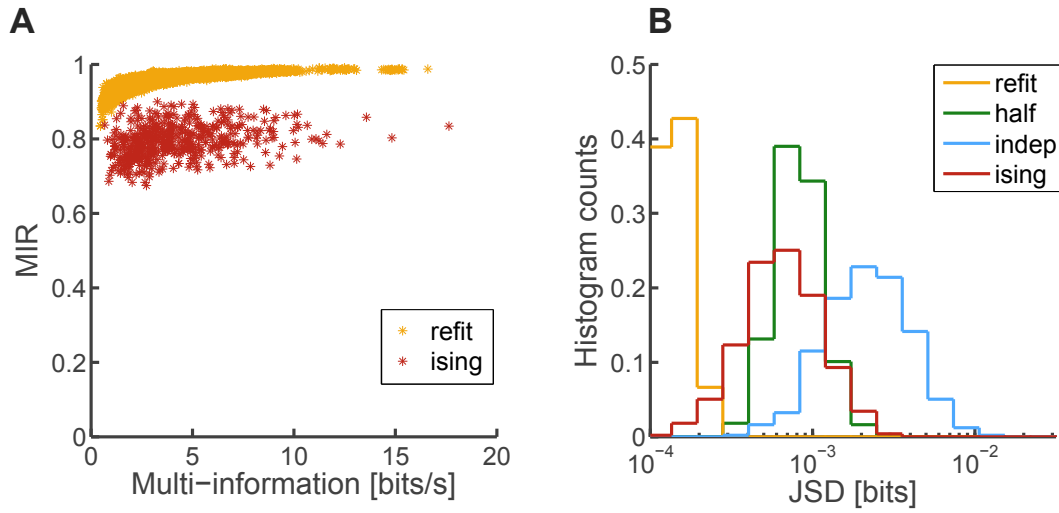 A
B
MIR
1
0.8
0.6
0.4
0.2
0
0
5
10
15
20
Multi−information [bits/s]
refit
ising
Histogram counts
0.5
0.4
0.3
0.2
0.1
0
10−4
10−3
10−2
JSD [bits]
refit
half
indep
ising